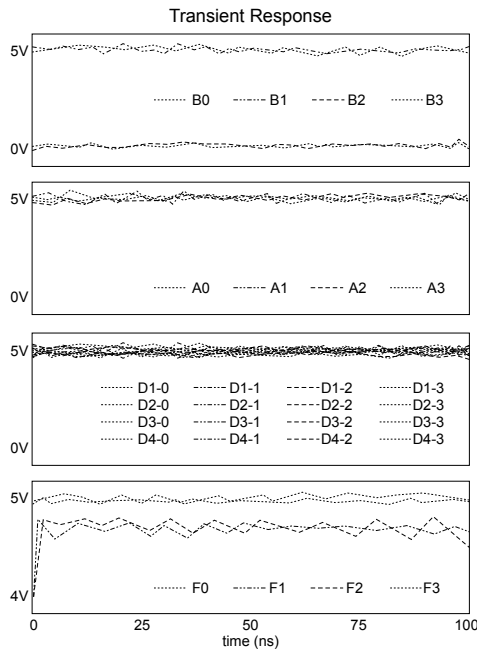 Transient Response
5V
B0 B1 B2 B3
0V
5V
A0 A1 A2 A3
0V
5V
D1-0 D1-1 D1-2 D1-3
D2-0 D2-1 D2-2 D2-3
D3-0 D3-1 D3-2 D3-3
D4-0 D4-1 D4-2 D4-3
0V
5V
F0 F1 F2 F3
4V
0 25 50 75 100
time (ns)